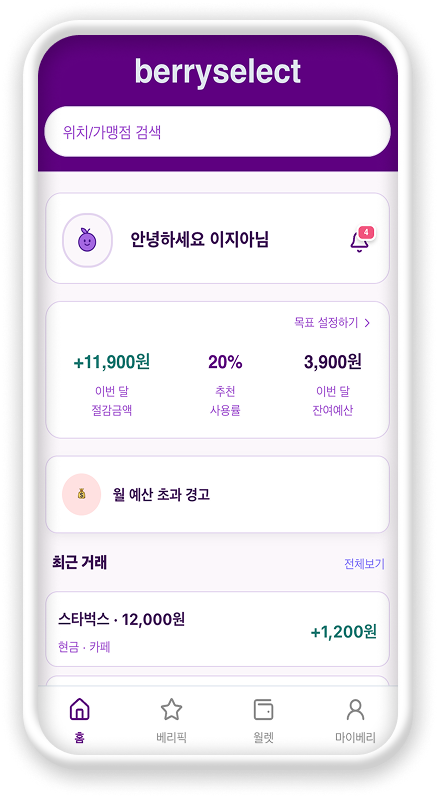 berryselect
위치/가맹점 검색
안녕하세요 이지아님
4
목표 설정하기 >
+11,900원 20% 3,900원
이번 달 추천 이번 달
절감금액 사용률 잔여예산
월 예산 초과 경고
최근 거래 전체보기
스타벅스 · 12,000원
+1,200원
현금 · 카페
홈 베리픽 월렛 마이베리